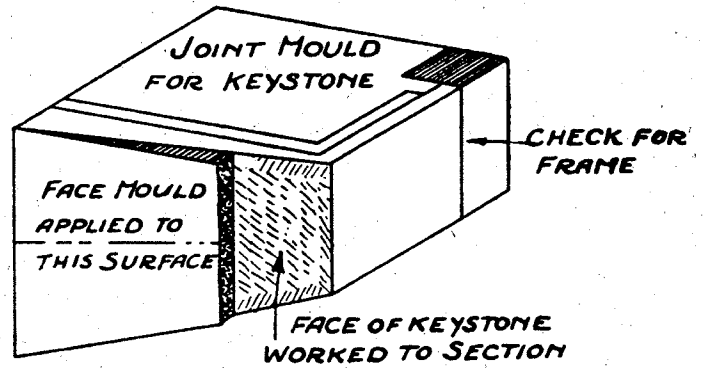 JOINT MOULD
FOR KEYSTONE
CHECK FOR
FRAME
FACE MOULD
APPLIED TO
THIS SURFACE
FACE OF KEYSTONE
WORKED TO SECTION